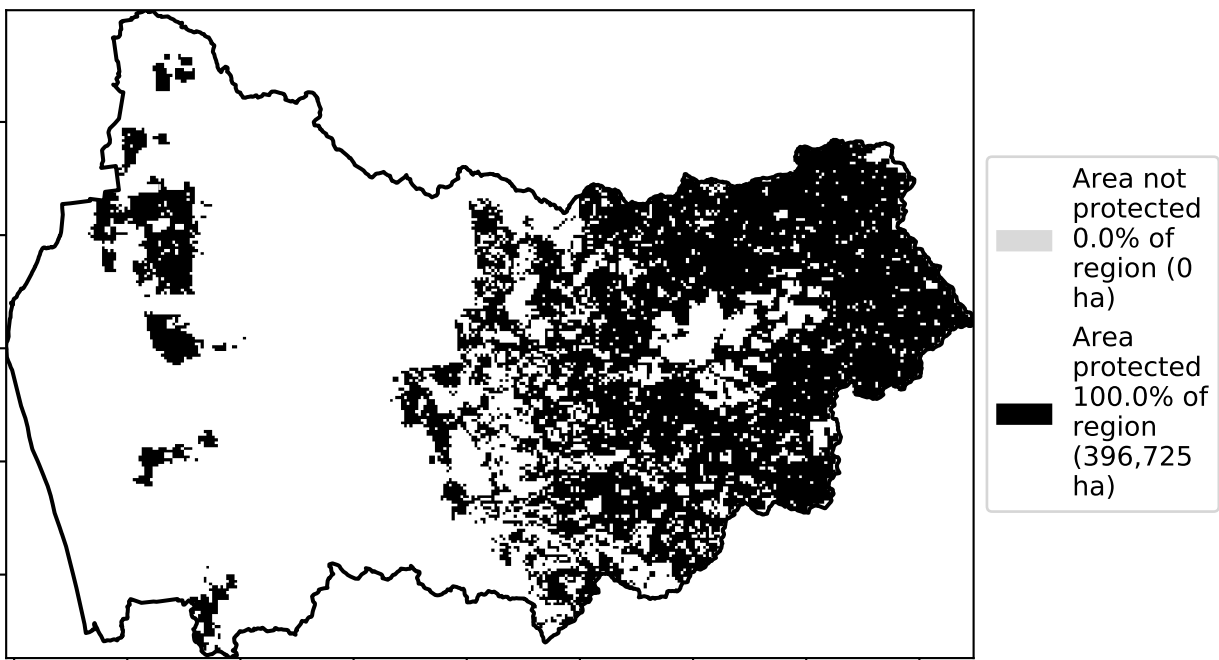 Area not
protected
0.0% of
region (0
ha)
Area
protected
100.0% of
region
(396,725
ha)